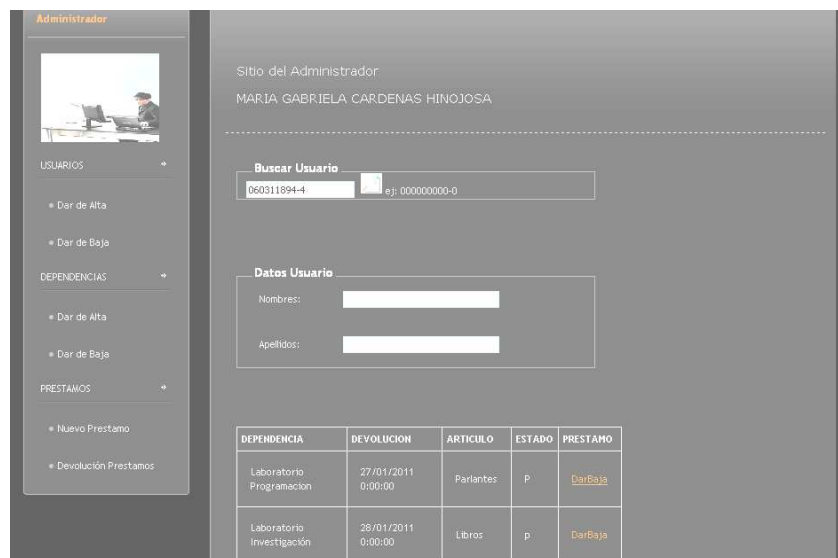 Administrador
USUARIOS
Dar de Alta
Dar de Baja
DEPENDENCIAS
Dar de Alta
Dar de Baja
PRESTAMOS
Nuevo Prestamo
Devolución Prestamos
Sitio del Administrador
MARIA GABRIELA CARDENAS HINOJOSA
Buscar Usuario
060311894-4 ej: 000000000-0
Datos Usuario
Nombres:
Apellidos:
DEPENDENCIA DEVOLUCION ARTICULO ESTADO PRESTAMO
Laboratorio Programacion 27/01/2011 0:00:00 Parlantes P DarBaja
Laboratorio Investigación 28/01/2011 0:00:00 Libros p DarBaja